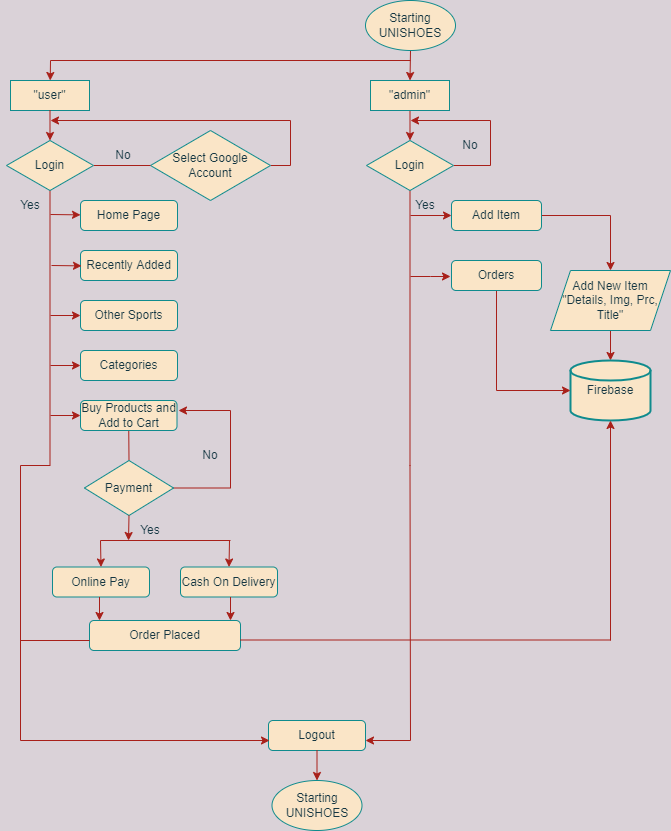 Starting
UNISHOES
"user"
"admin"
Login
No
Select Google
Account
Login
No
Yes
Home Page
Yes
Add Item
Recently Added
Orders
Add New Item
"Details, Img, Prc,
Title"
Other Sports
Categories
Firebase
Buy Products and
Add to Cart
No
Payment
Yes
Online Pay
Cash On Delivery
Order Placed
Logout
Starting
UNISHOES